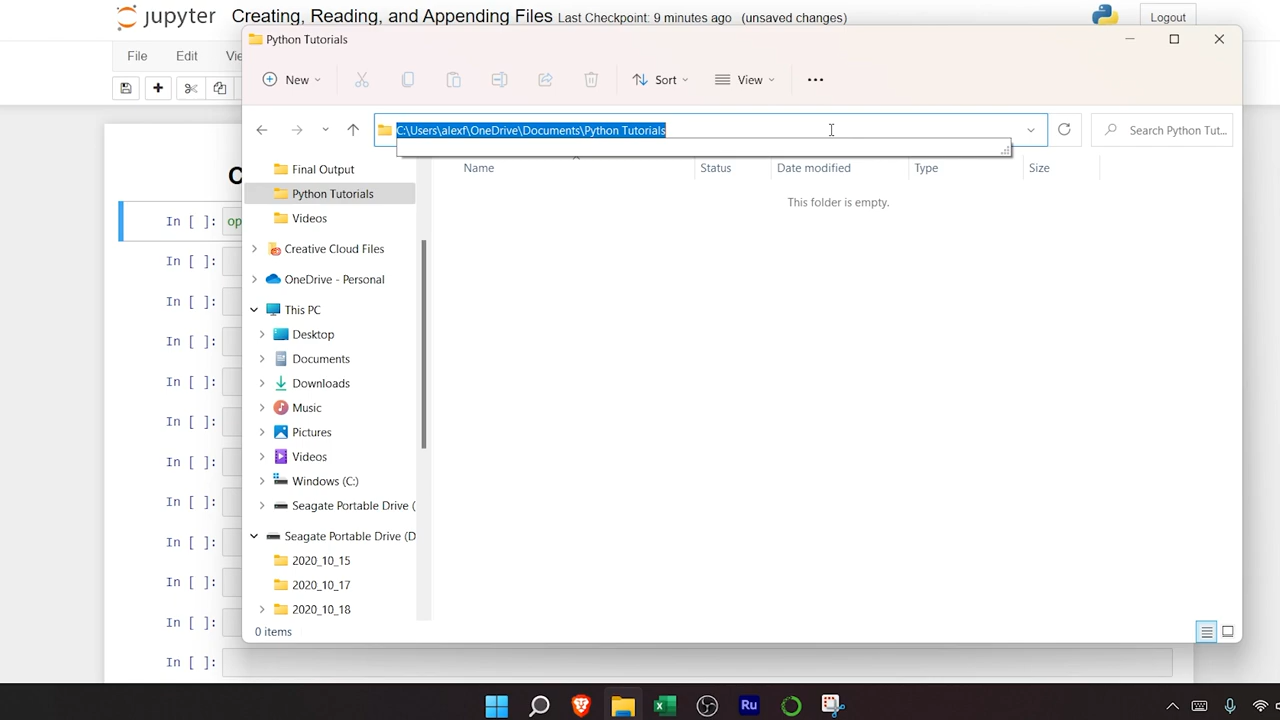 jupyter Creating, Reading, and Appending Files Last Checkpoint: 9 minutes ago (unsaved changes)
Logout
File Edit Vie
Python Tutorials
New
Sort
View
C:\Users\alexf\OneDrive\Documents\Python Tutorials
Search Python Tut...
Name Status Date modified Type Size
This folder is empty.
Final Output
Python Tutorials
Videos
Creative Cloud Files
OneDrive - Personal
This PC
Desktop
Documents
Downloads
Music
Pictures
Videos
Windows (C:)
Seagate Portable Drive (
Seagate Portable Drive (D
2020_10_15
2020_10_17
2020_10_18
0 items
C
In [ ]: op
In [ ]:
In [ ]:
In [ ]:
In [ ]:
In [ ]:
In [ ]:
In [ ]:
In [ ]:
In [ ]:
In [ ]:
In [ ]:
Ru